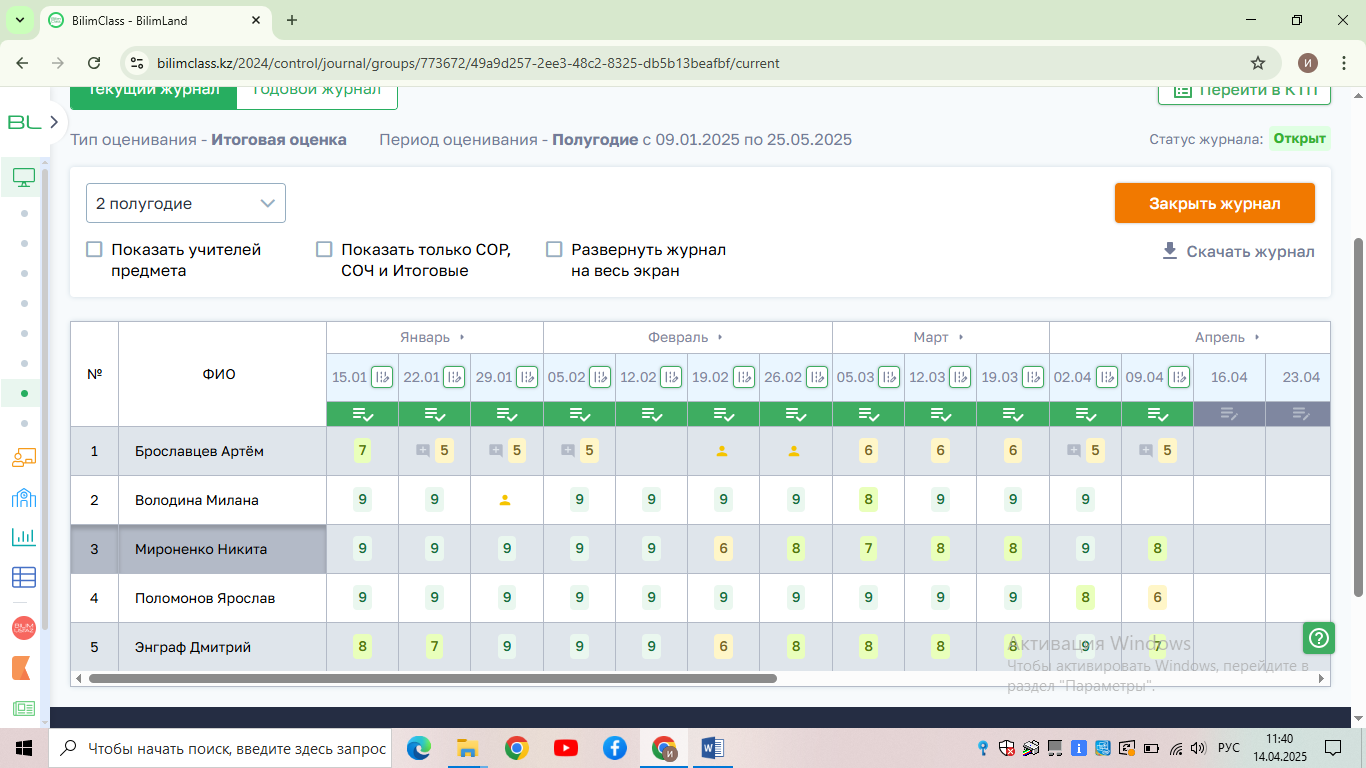 BilimClass - BilimLand
bilimclass.kz/2024/control/journal/groups/773672/49a9d257-2ee3-48c2-8325-db5b13beafbf/current
И
Текущий журнал
Годовой журнал
Перейти в КТП
BL
Тип оценивания - Итоговая оценка
Период оценивания - Полугодие с 09.01.2025 по 25.05.2025
Статус журнала: Открыт
2 полугодие
Закрыть журнал
Показать учителей
предмета
Показать только СОР,
СОЧ и Итоговые
Развернуть журнал
на весь экран
Скачать журнал
№ ФИО Январь Февраль Март Апрель
15.01 22.01 29.01 05.02 12.02 19.02 26.02 05.03 12.03 19.03 02.04 09.04 16.04 23.04
1 Брославцев Артём 7 5 5 5 6 6 6 5 5
2 Володина Милана 9 9 9 9 9 9 8 9 9 9
3 Мироненко Никита 9 9 9 9 9 6 8 7 8 8 9 8
4 Поломонов Ярослав 9 9 9 9 9 9 9 9 9 9 8 6
5 Энграф Дмитрий 8 7 9 9 9 6 8 8 8 8 9 7
Активация Windows
Чтобы активировать Windows, перейдите в
раздел "Параметры".
Чтобы начать поиск, введите здесь запрос
РУС
11:40
14.04.2025